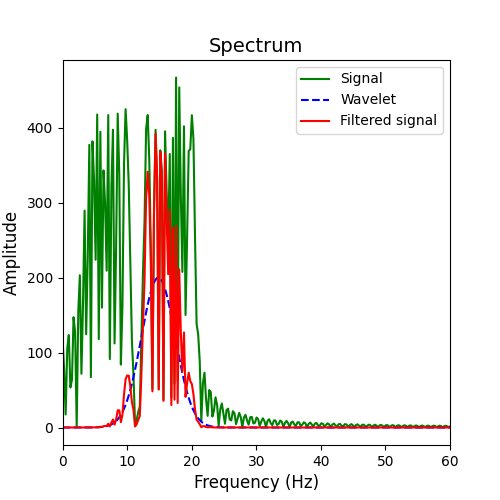 Spectrum
Signal
Wavelet
Filtered signal
Amplitude
400
300
200
100
0
0 10 20 30 40 50 60
Frequency (Hz)